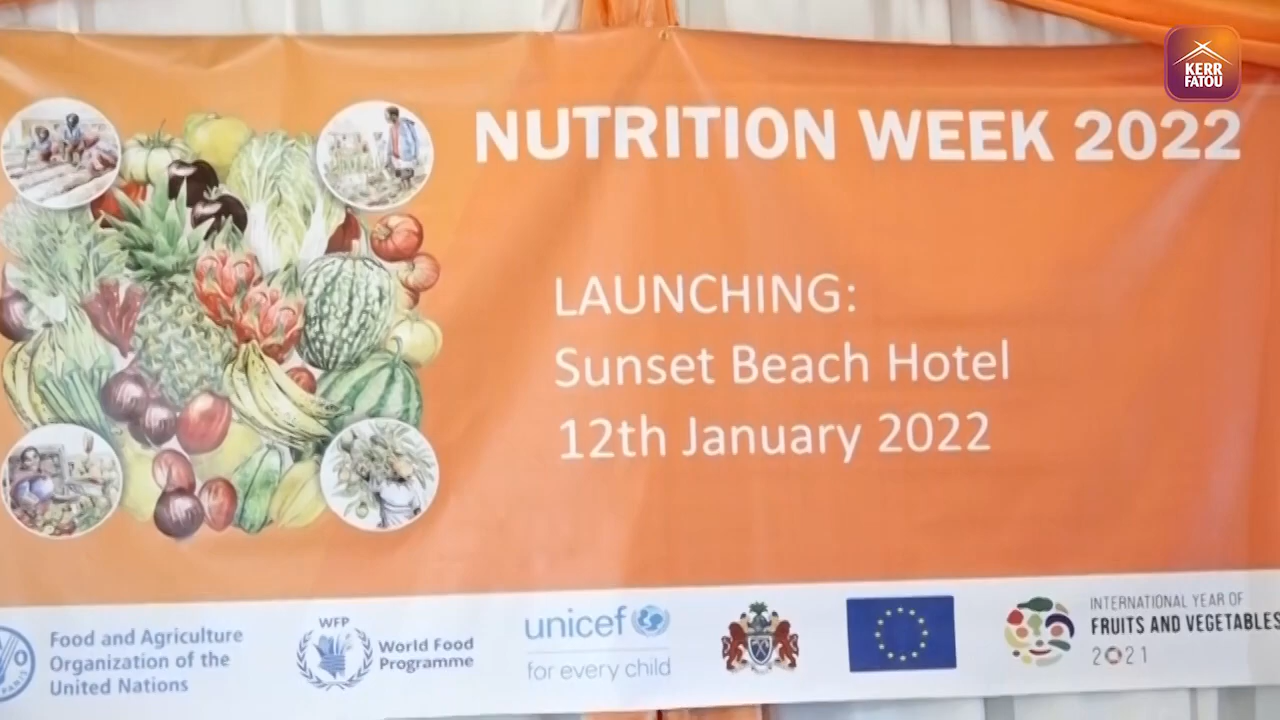 KERR
FATOU
NUTRITION WEEK 2022
LAUNCHING:
Sunset Beach Hotel
12th January 2022
Food and Agriculture
Organization of the
United Nations
WFP
World Food
Programme
unicef
for every child
INTERNATIONAL YEAR OF
FRUITS AND VEGETABLES
2021